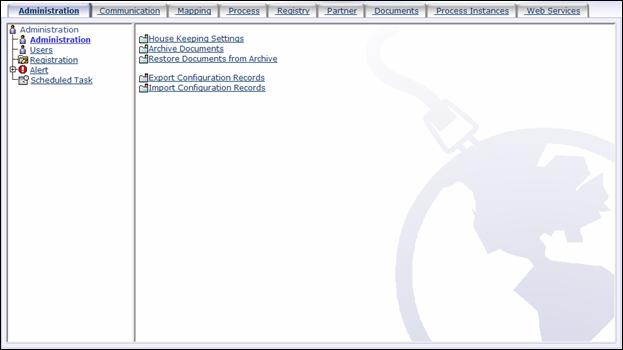 Administration Communication Mapping Process Registry Partner Documents Process Instances Web Services
Administration
Administration
Users
Registration
Alert
Scheduled Task
House Keeping Settings
Archive Documents
Restore Documents from Archive
Export Configuration Records
Import Configuration Records